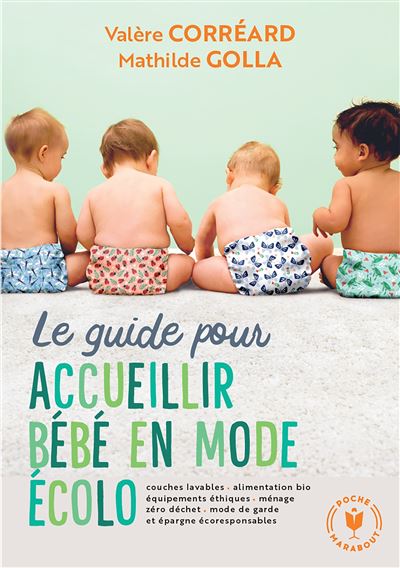 Valère CORRÉARD
Mathilde GOLLA
Le guide pour
ACCUEILLIR
BÉBÉ EN MODE
ÉCOLO
couches lavables • alimentation bio
équipements éthiques • ménage
zéro déchet • mode de garde
et épargne écoresponsables
POCHE
MARABOUT